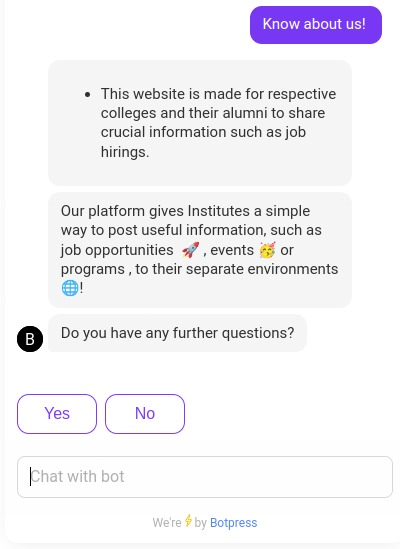 Know about us!
• This website is made for respective
colleges and their alumni to share
crucial information such as job
hirings.
Our platform gives Institutes a simple
way to post useful information, such as
job opportunities 🚀 , events 🥳 or
programs , to their separate environments
🌐!
Do you have any further questions?
B
Yes No
Chat with bot
We're ⚡ by Botpress